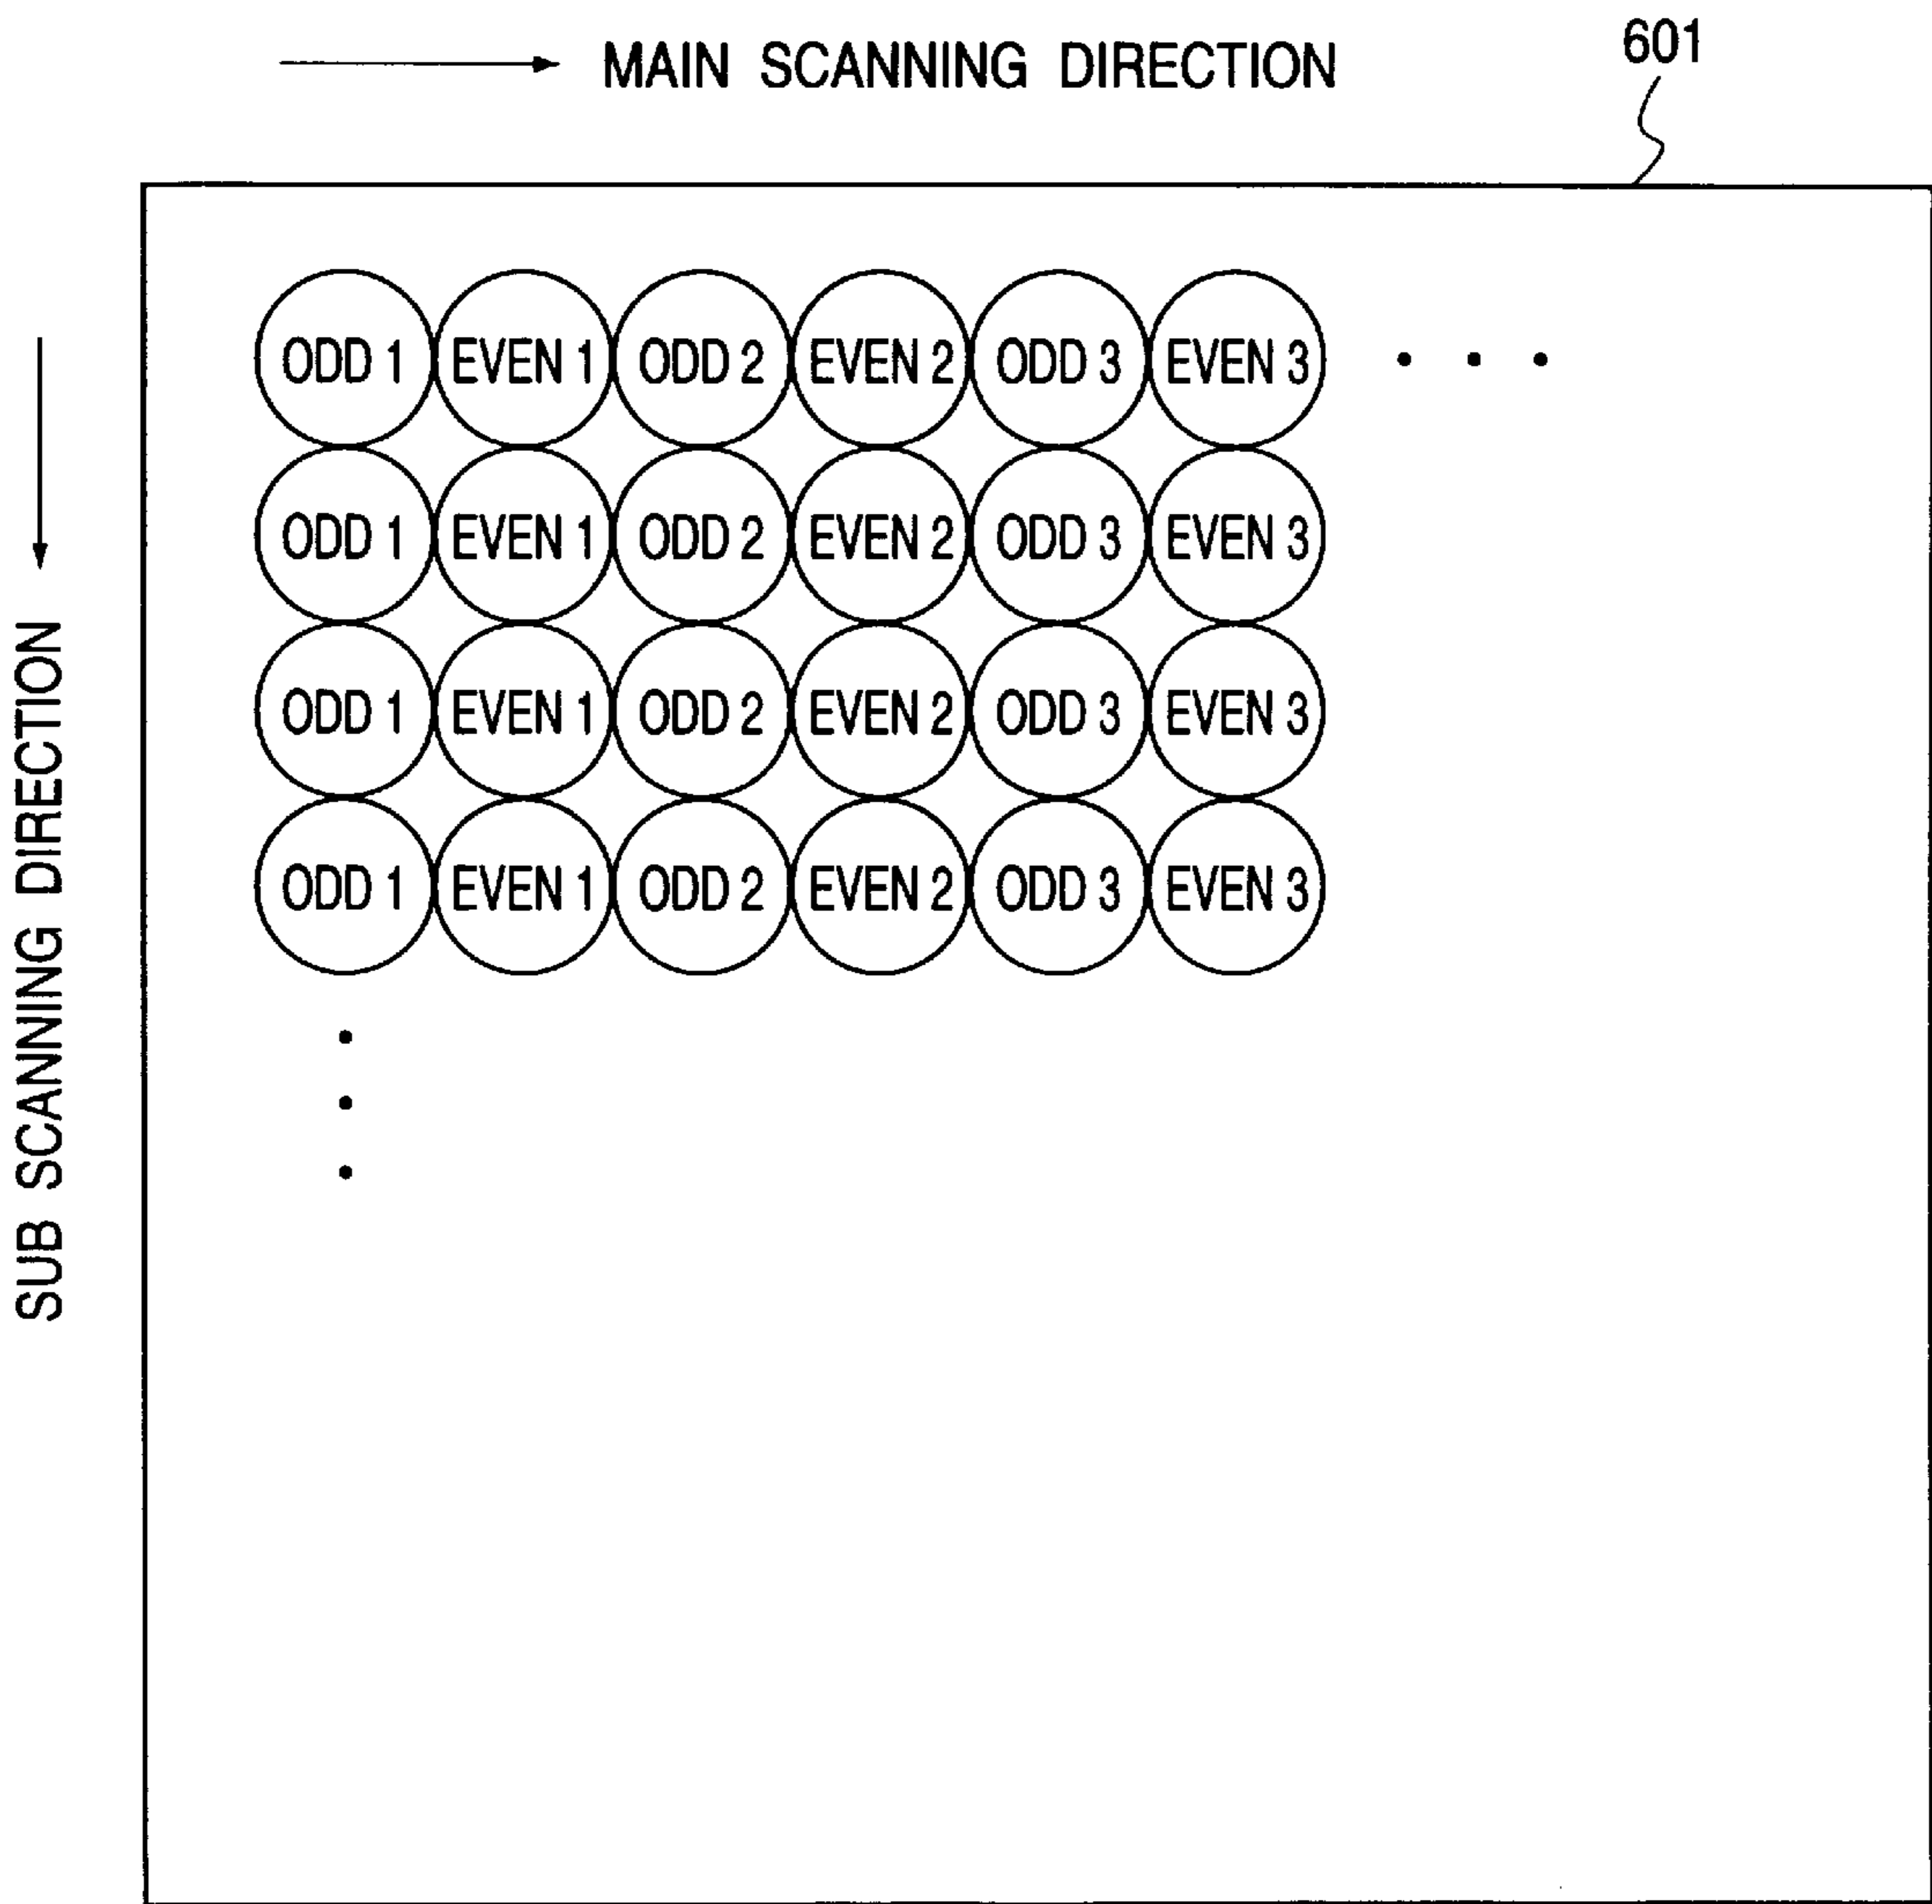 MAIN SCANNING DIRECTION
601
SUB SCANNING DIRECTION
ODD 1 EVEN 1 ODD 2 EVEN 2 ODD 3 EVEN 3 . . .
ODD 1 EVEN 1 ODD 2 EVEN 2 ODD 3 EVEN 3
ODD 1 EVEN 1 ODD 2 EVEN 2 ODD 3 EVEN 3
ODD 1 EVEN 1 ODD 2 EVEN 2 ODD 3 EVEN 3